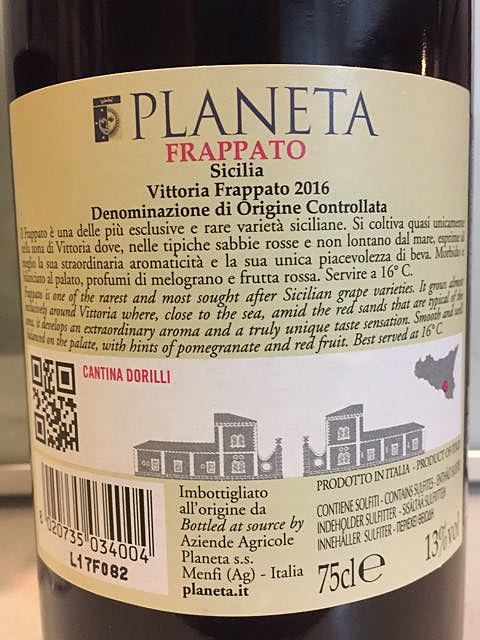 PLANETA
FRAPPATO
Sicilia
Vittoria Frappato 2016
Denominazione di Origine Controllata
Il Frappato è una delle più esclusive e rare varietà siciliane. Si coltiva quasi unicamente
nella zona di Vittoria dove, nelle tipiche sabbie rosse e non lontano dal mare, esprime al
meglio la sua straordinaria aromaticità e la sua unica piacevolezza di beva. Morbido e
bilanciato al palato, profumi di melograno e frutta rossa. Servire a 16° C.
Frappato is one of the rarest and most sought after Sicilian grape varieties. It grows almost
exclusively around Vittoria where, close to the sea, amid the red sands that are typical of the
area, it develops an extraordinary aroma and a truly unique taste sensation. Smooth and well
balanced on the palate, with hints of pomegranate and red fruit. Best served at 16° C.
CANTINA DORILLI
PRODOTTO IN ITALIA - PRODUCT OF ITALY
CONTIENE SOLFITI - CONTAINS SULFITES - ENTHÄLT SULFITE
INDEHOLDER SULFITTER - SISÄLTÄÄ SULFIITTEJA
INNEHÅLLER SULFITER -
75cl e
13% vol
Imbottigliato
all'origine da
Bottled at source by
Aziende Agricole
Planeta s.s.
Menfi (Ag) - Italia
planeta.it
8 020735 034004
L17F082